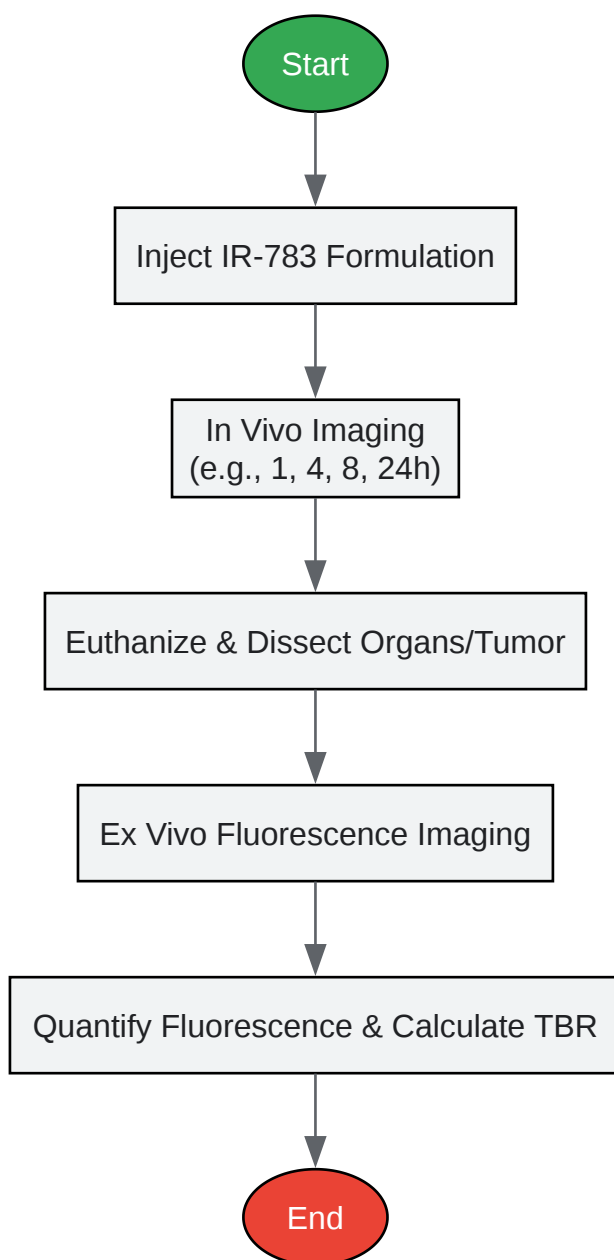 Start
Inject IR-783 Formulation
In Vivo Imaging
(e.g., 1, 4, 8, 24h)
Euthanize & Dissect Organs/Tumor
Ex Vivo Fluorescence Imaging
Quantify Fluorescence & Calculate TBR
End